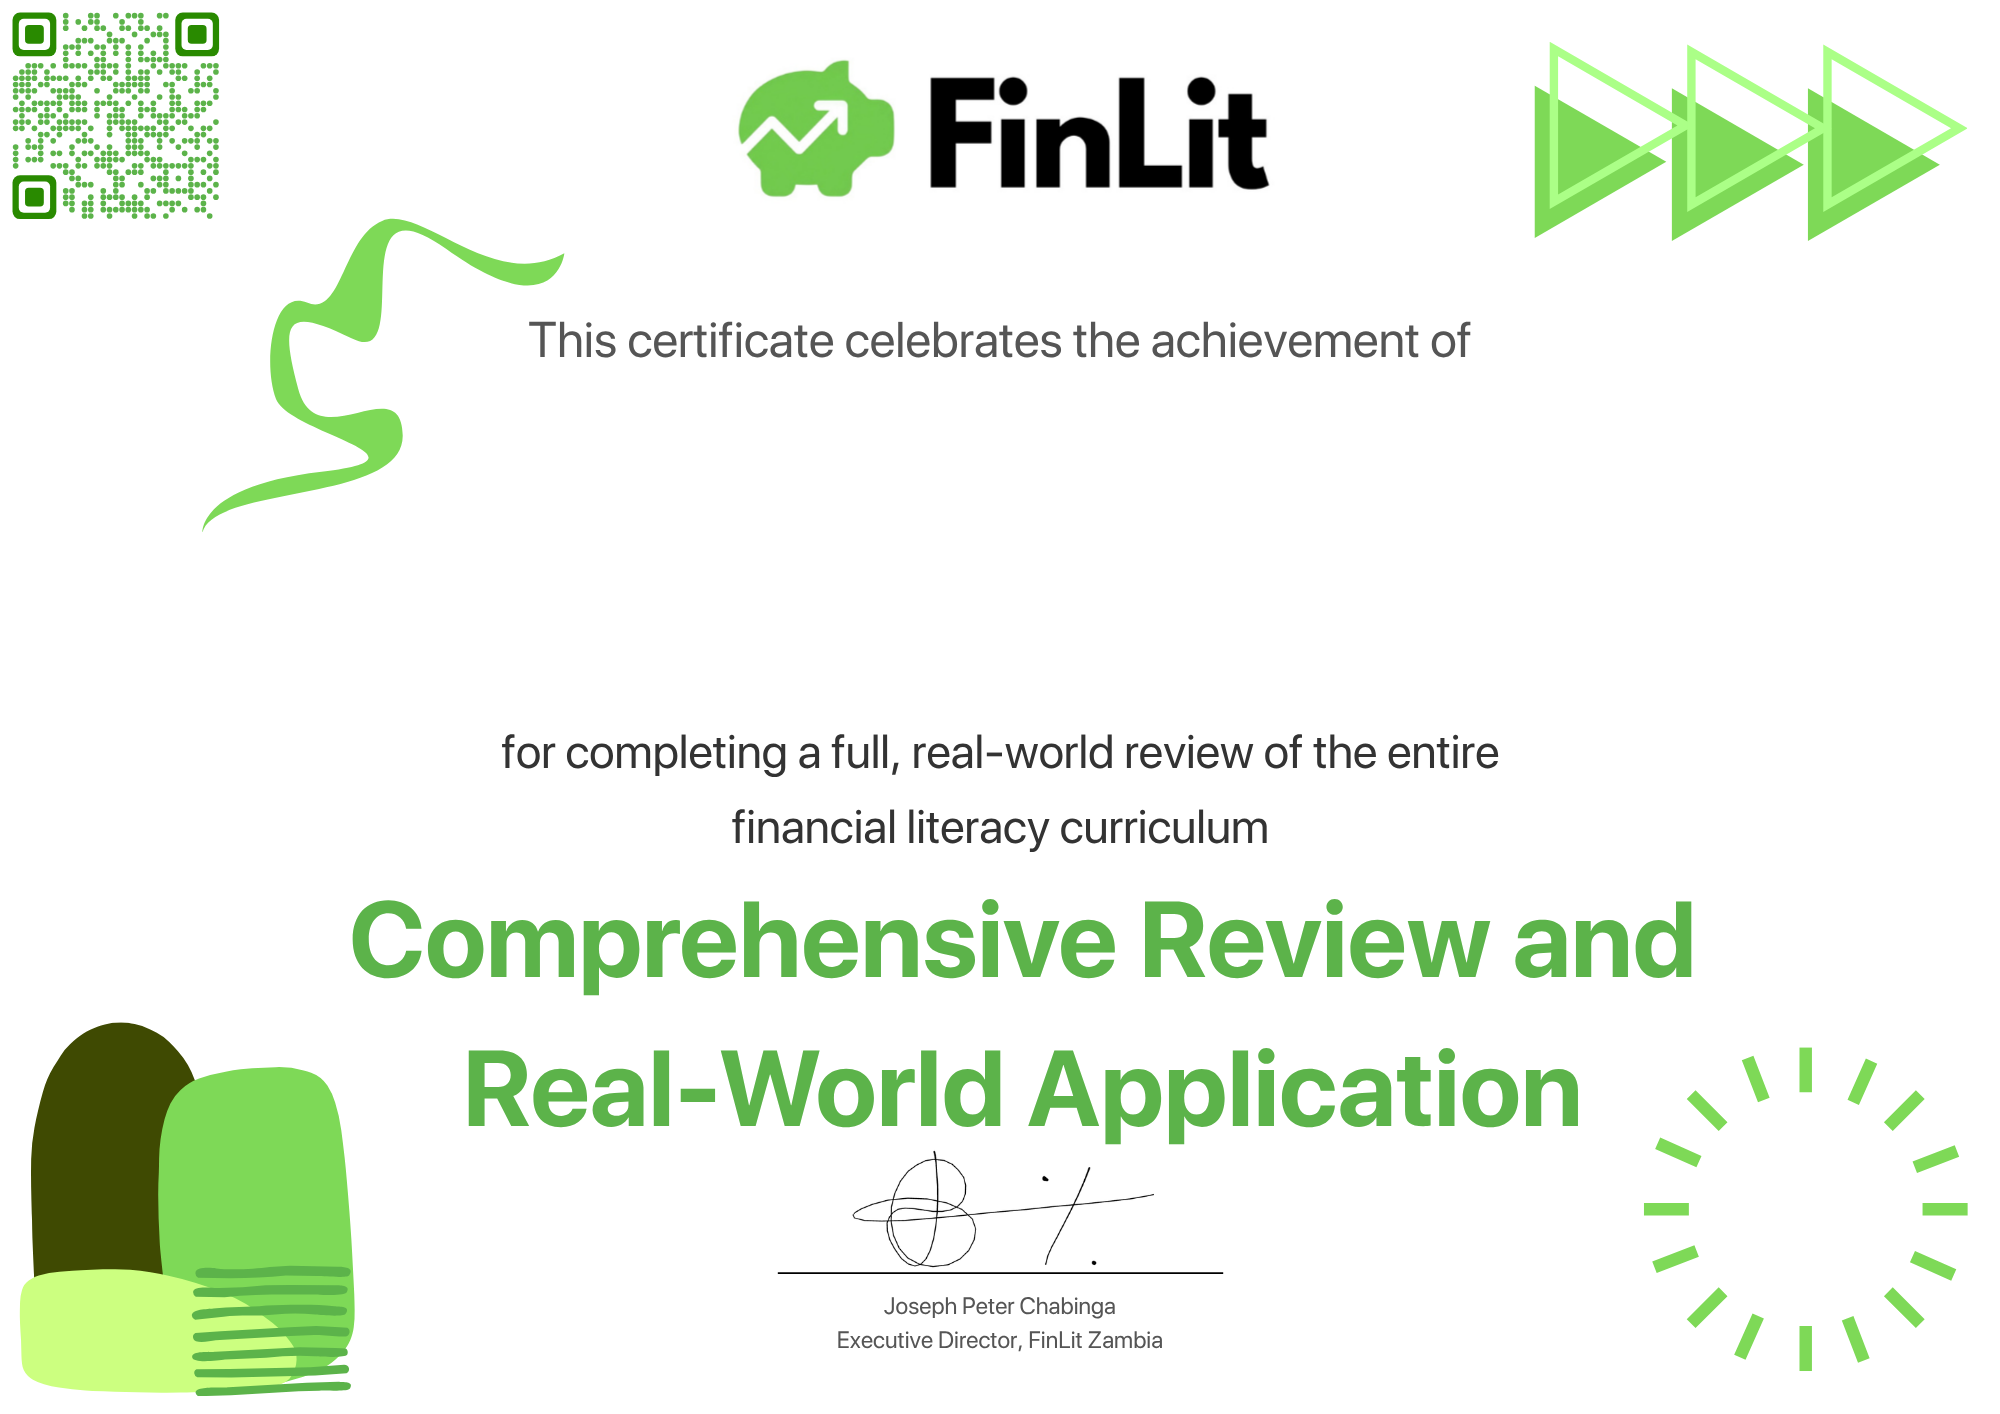 FinLit
This certificate celebrates the achievement of
for completing a full, real-world review of the entire
financial literacy curriculum
Comprehensive Review and
Real-World Application
Joseph Peter Chabinga
Executive Director, FinLit Zambia